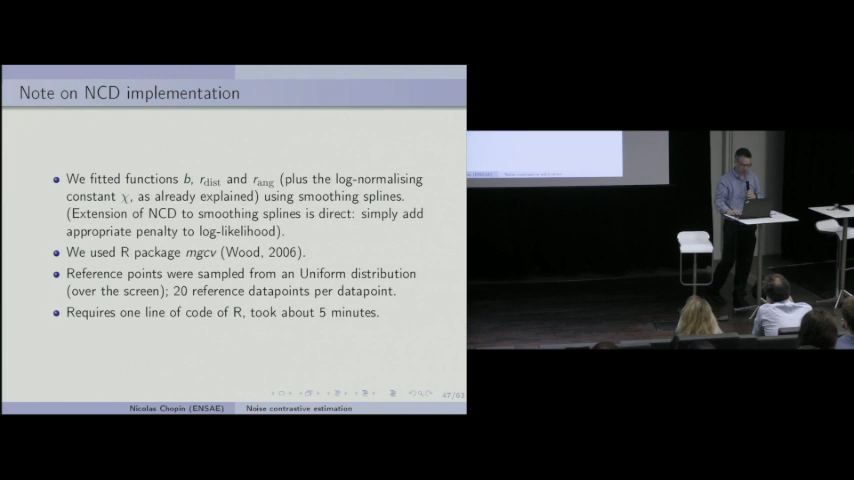 Note on NCD implementation
We fitted functions b, r_dist and r_ang (plus the log-normalising
constant χ, as already explained) using smoothing splines.
(Extension of NCD to smoothing splines is direct: simply add
appropriate penalty to log-likelihood).
We used R package mgcv (Wood, 2006).
Reference points were sampled from an Uniform distribution
(over the screen); 20 reference datapoints per datapoint.
Requires one line of code of R, took about 5 minutes.
47/63
Nicolas Chopin (ENSAE) Noise contrastive estimation
Noise contrastive estimation